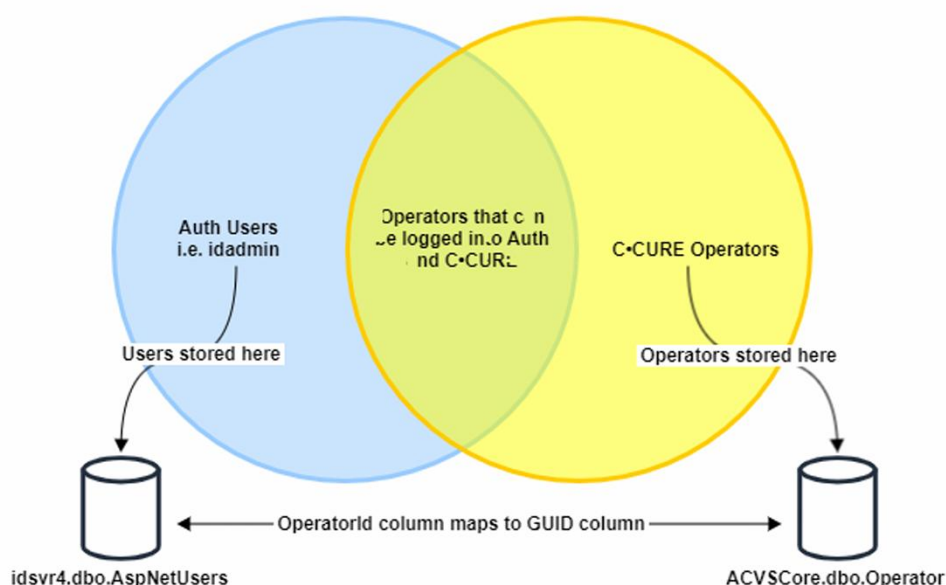 Auth Users
i.e. idadmin
Operators that
logged Auth
C•CURE Operators
Users stored here
Operators stored here
OperatorId column maps to GUID column
idsvr4.dbo.AspNetUsers
ACVSCore.dbo.Operator